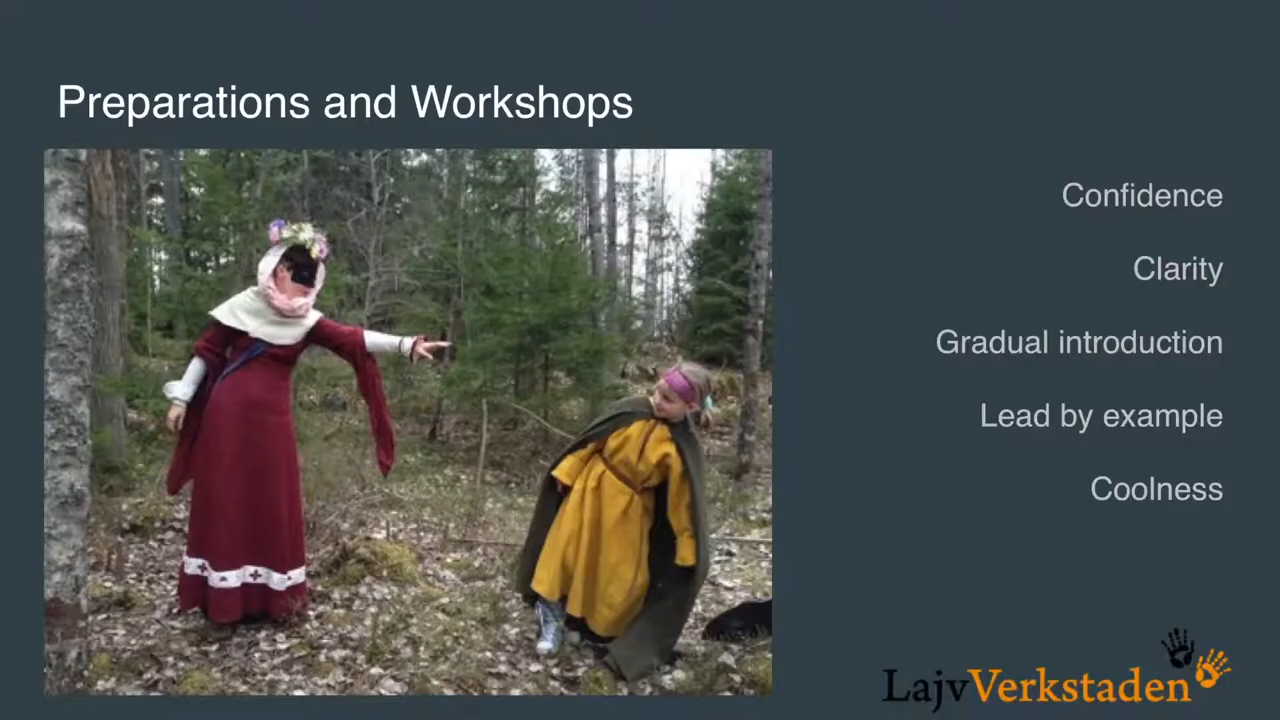 Preparations and Workshops
Confidence
Clarity
Gradual introduction
Lead by example
Coolness
LajvVerkstaden